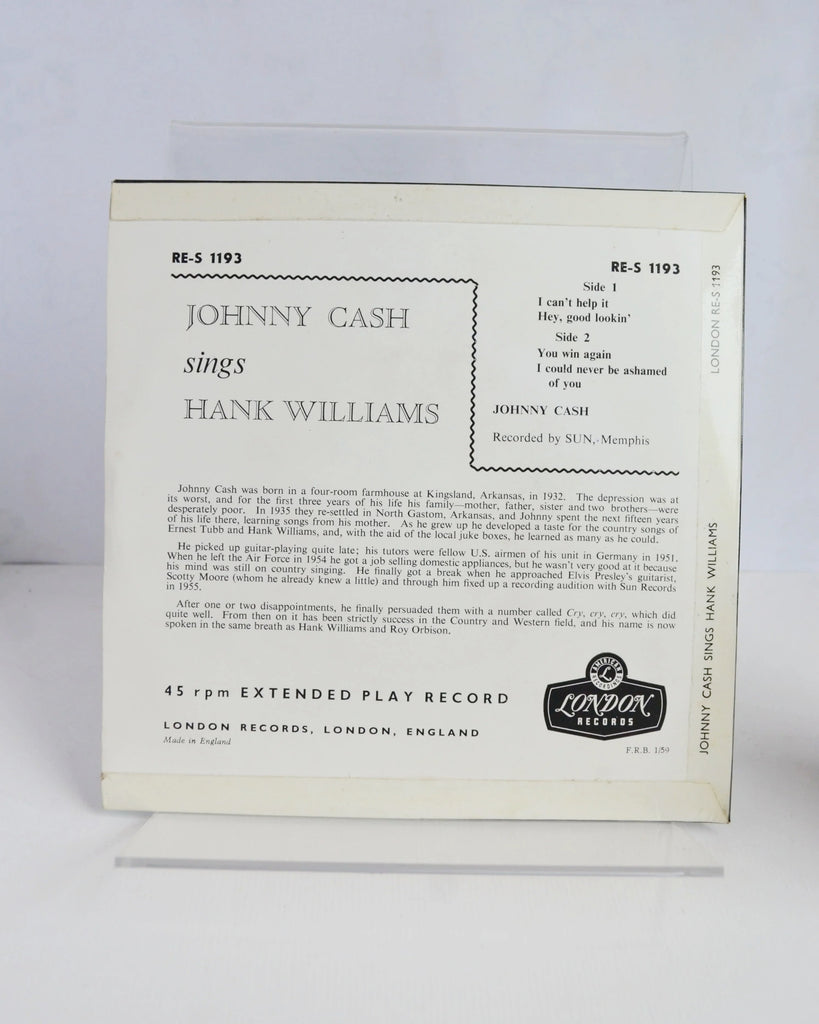 RE-S 1193
JOHNNY CASH
sings
HANK WILLIAMS
RE-S 1193
Side 1
I can't help it
Hey, good lookin'
Side 2
You win again
I could never be ashamed
of you
JOHNNY CASH
Recorded by SUN, Memphis
Johnny Cash was born in a four-room farmhouse at Kingsland, Arkansas, in 1932. The depression was at
its worst, and for the first three years of his life his family—mother, father, sister and two brothers—were
desperately poor. In 1935 they re-settled in North Gastom, Arkansas, and Johnny spent the next fifteen years
of his life there, learning songs from his mother. As he grew up he developed a taste for the country songs of
Ernest Tubb and Hank Williams, and, with the aid of the local juke boxes, he learned as many as he could.
He picked up guitar-playing quite late; his tutors were fellow U.S. airmen of his unit in Germany in 1951.
When he left the Air Force in 1954 he got a job selling domestic appliances, but he wasn't very good at it because
his mind was still on country singing. He finally got a break when he approached Elvis Presley's guitarist,
Scotty Moore (whom he already knew a little) and through him fixed up a recording audition with Sun Records
in 1955.
After one or two disappointments, he finally persuaded them with a number called Cry, cry, cry, which did
quite well. From then on it has been strictly success in the Country and Western field, and his name is now
spoken in the same breath as Hank Williams and Roy Orbison.
45 rpm EXTENDED PLAY RECORD
LONDON RECORDS, LONDON, ENGLAND
Made in England
AMERICAN
RECORDINGS
LONDON
RECORDS
F.R.B. 1/59
LONDON RE-S 1193
JOHNNY CASH SINGS HANK WILLIAMS